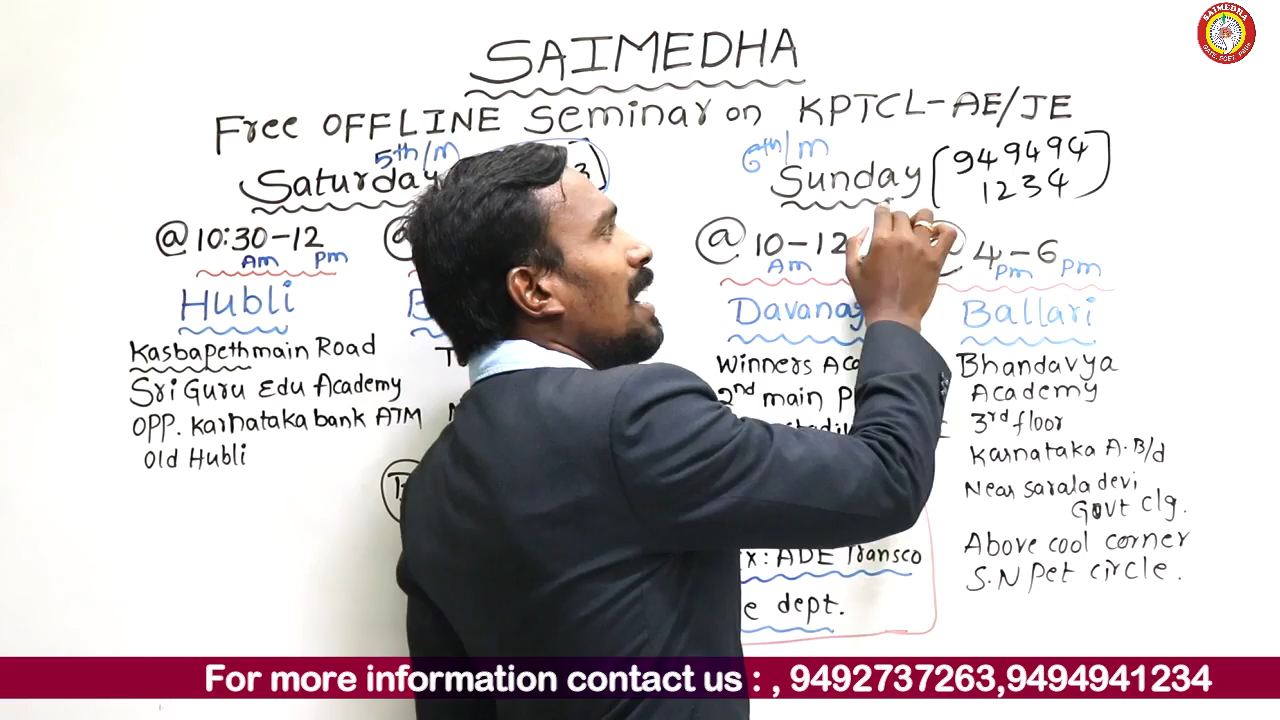 SAIMEDHA
SAIMEDHA
Free OFFLINE Seminar on KPTCL-AE/JE
5th/m
Saturday
@ 10:30-12
Am Pm
Hubli
Kasbapeth main Road
Sri Guru Edu Academy
OPP. karnataka bank ATM
Old Hubli
6th/m
Sunday (949494
1234)
@ 10-12
Am
Winners
2nd main
@ 4-6
Pm Pm
Ballari
Bhandavya
Academy
3rd floor
Karnataka A.B/d
Near sarala devi
Govt clg.
Above cool corner
S.N Pet circle.
: ADE Transco
dept.
For more information contact us : , 9492737263,9494941234